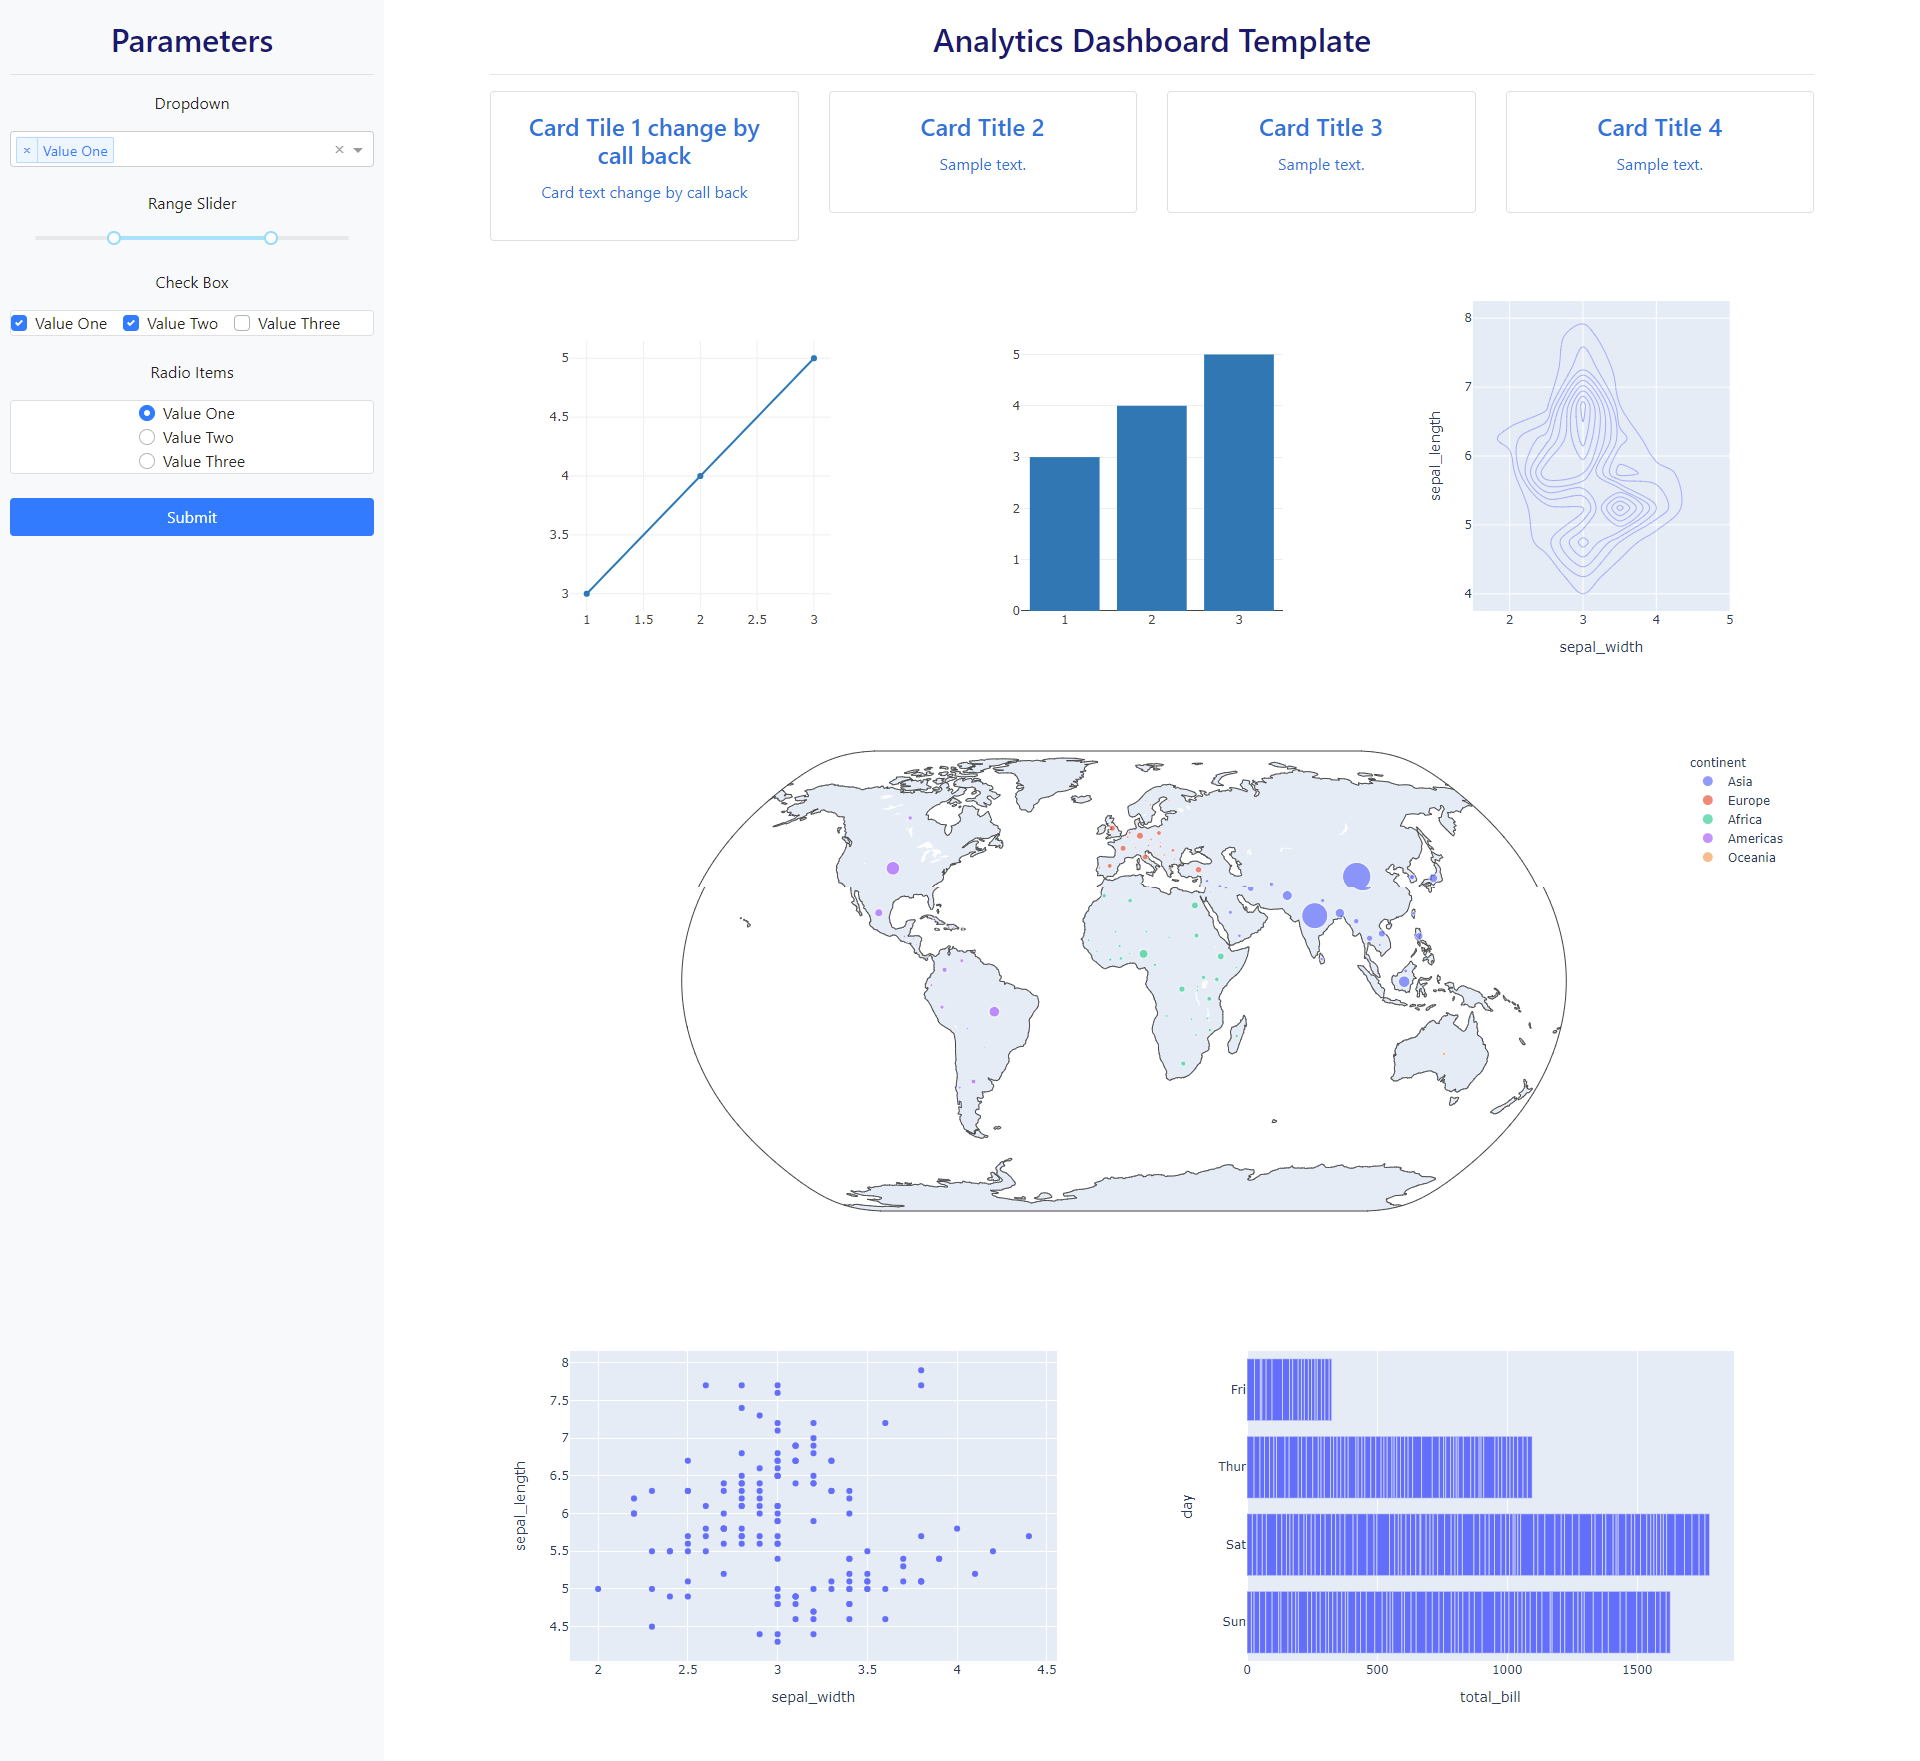 Parameters
Dropdown
× Value One ×
Range Slider
Check Box
Value One Value Two Value Three
Radio Items
Value One
Value Two
Value Three
Submit
Analytics Dashboard Template
Card Tile 1 change by
call back
Card text change by call back
Card Title 2
Sample text.
Card Title 3
Sample text.
Card Title 4
Sample text.
5
4.5
4
3.5
3
1 1.5 2 2.5 3
5
4
3
2
1
0
1 2 3
8
7
6
5
4
sepal_length
2 3 4 5
sepal_width
continent
Asia
Europe
Africa
Americas
Oceania
8
7.5
7
6.5
6
5.5
5
4.5
sepal_length
2 2.5 3 3.5 4 4.5
sepal_width
Fri
Thur
Sat
Sun
day
0 500 1000 1500
total_bill